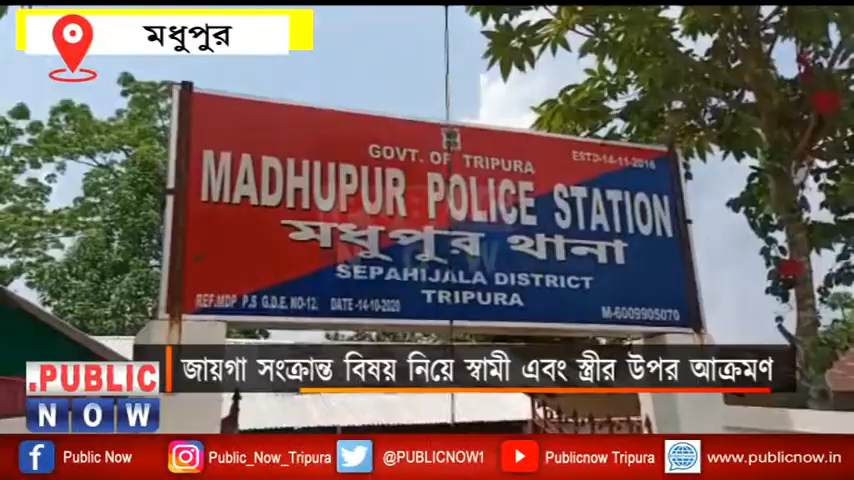 মধুপুর
GOVT. OF TRIPURA
ESTD-14-11-2016
MADHUPUR POLICE STATION
মধুপুর থানা
SEPAHIJALA DISTRICT
TRIPURA
REF.MDP P.S G.D.E. NO-12. DATE -14-10-2020
M-6009905070
জায়গা সংক্রান্ত বিষয় নিয়ে স্বামী এবং স্ত্রীর উপর আক্রমণ
.PUBLIC
NOW
Public Now
Public_Now_Tripura
@PUBLICNOW1
Publicnow Tripura
www.publicnow.in